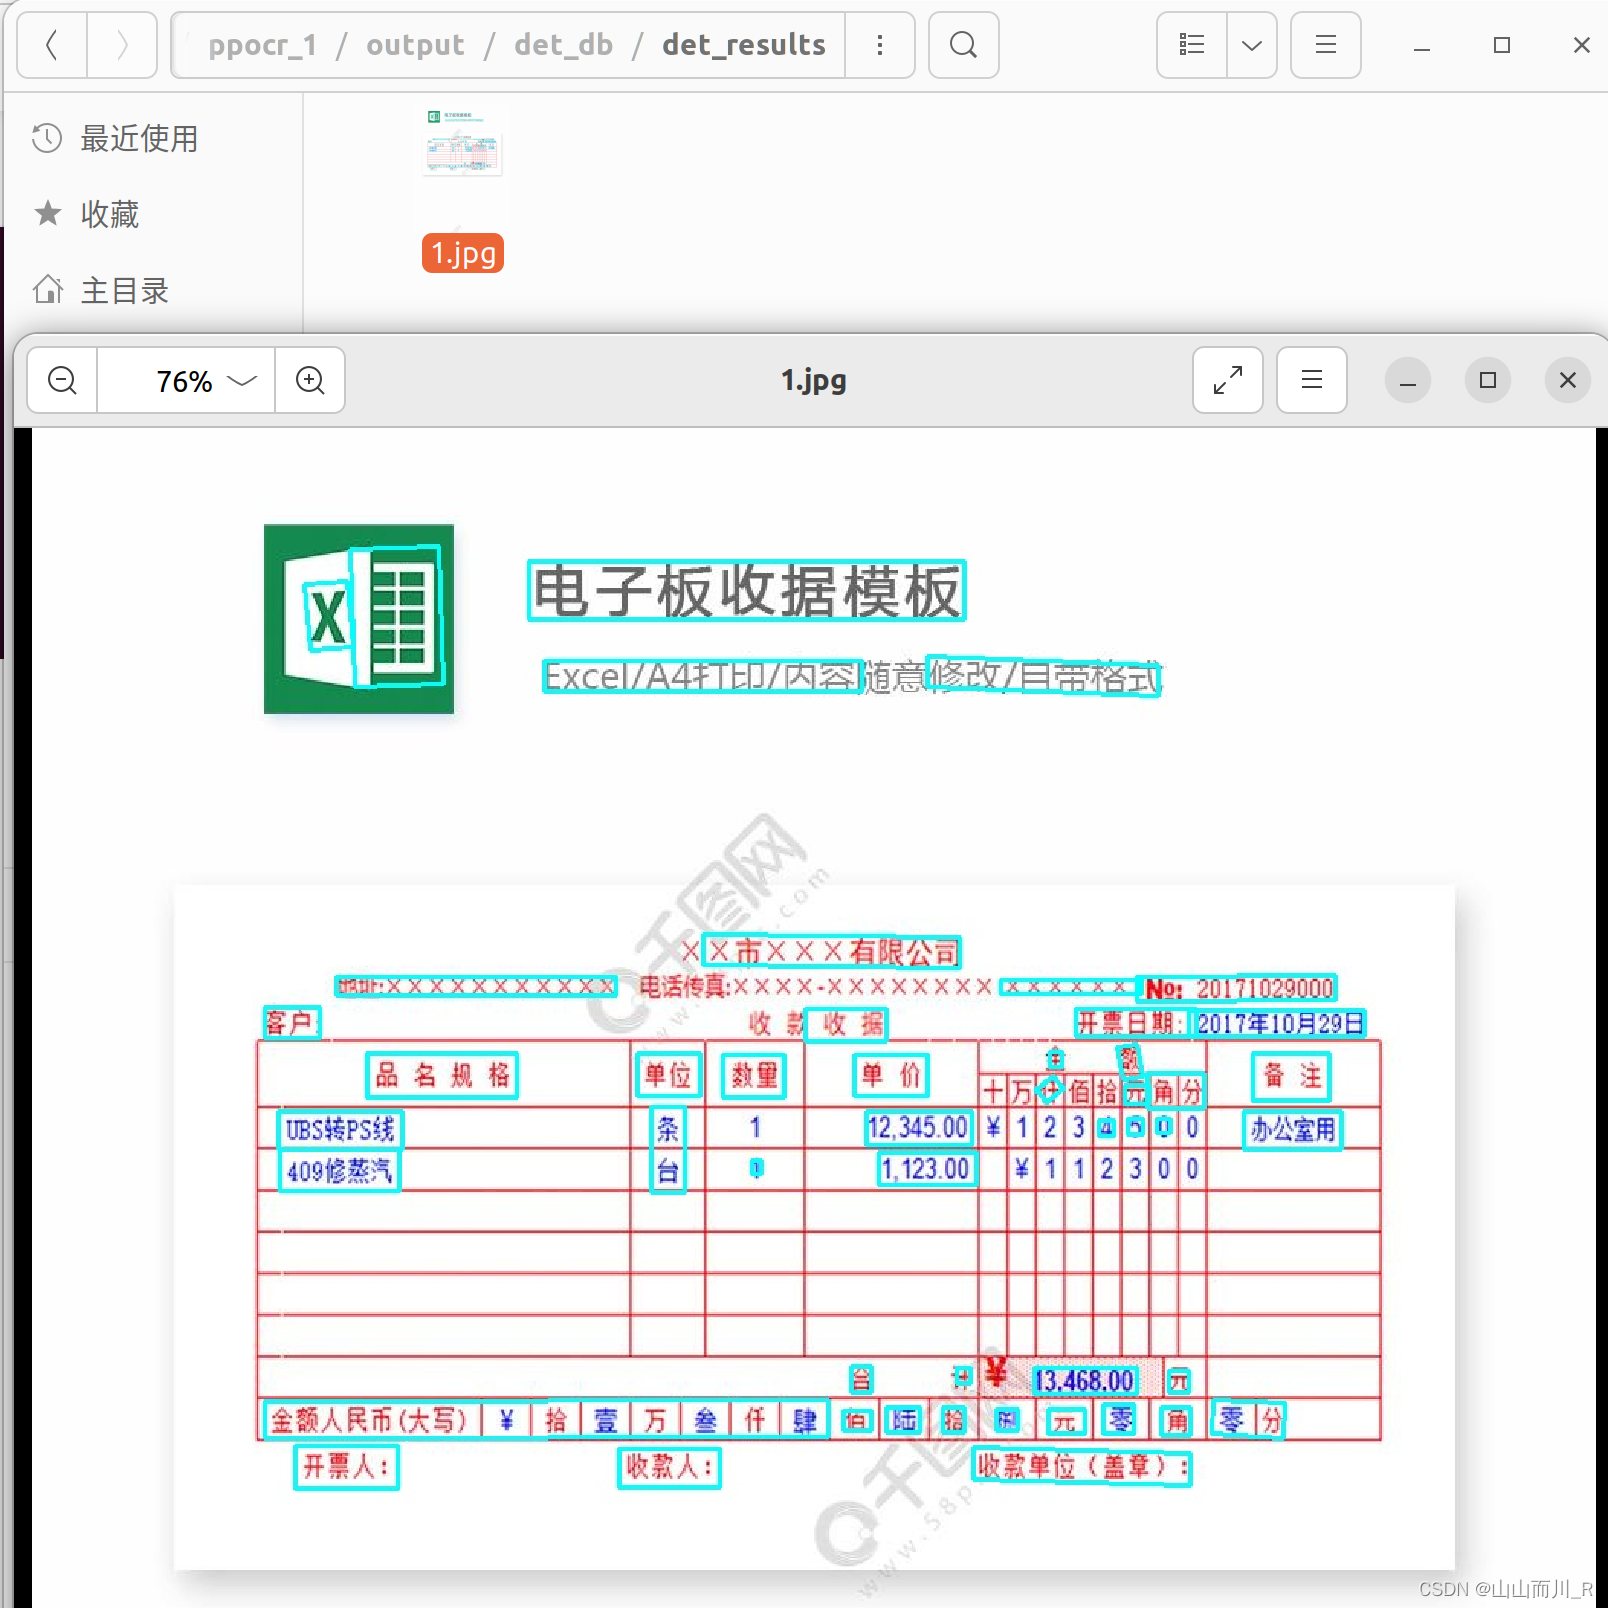 ppocr_1 / output / det_db / det_results
最近使用
收藏
主目录
1.jpg
76%
1.jpg
X
电子板收据模板
Excel/A4打印/内容随意修改/自带格式
××市×××有限公司
地址:××××××××××× 电话传真:××××-×××××××× ×××××× №: 20171029000
客户: 收 款 收 据 开票日期: 2017年10月29日
品 名 规 格 单位 数量 单 价 金 额 备 注
十 万 仟 佰 拾 元 角 分
UBS转PS线 条 1 12,345.00 ¥ 1 2 3 4 5 0 0 办公室用
409修蒸汽 台 1 1,123.00 ¥ 1 1 2 3 0 0
合 计 ¥ 13,468.00 元
金额人民币(大写) ¥ 拾 壹 万 叁 仟 肆 佰 陆 拾 捌 元 零 角 零 分
开票人: 收款人: 收款单位(盖章):
千图网
CSDN @山山而川_R